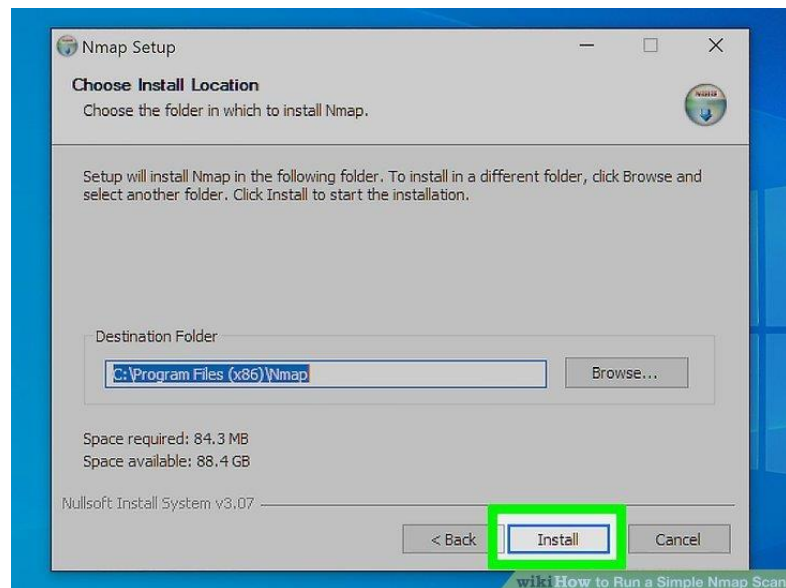 Nmap Setup
Choose Install Location
Choose the folder in which to install Nmap.
Setup will install Nmap in the following folder. To install in a different folder, click Browse and
select another folder. Click Install to start the installation.
Destination Folder
C:\Program Files (x86)\Nmap
Browse...
Space required: 84.3 MB
Space available: 88.4 GB
Nullsoft Install System v3.07
< Back
Install
Cancel
wikiHow to Run a Simple Nmap Scan